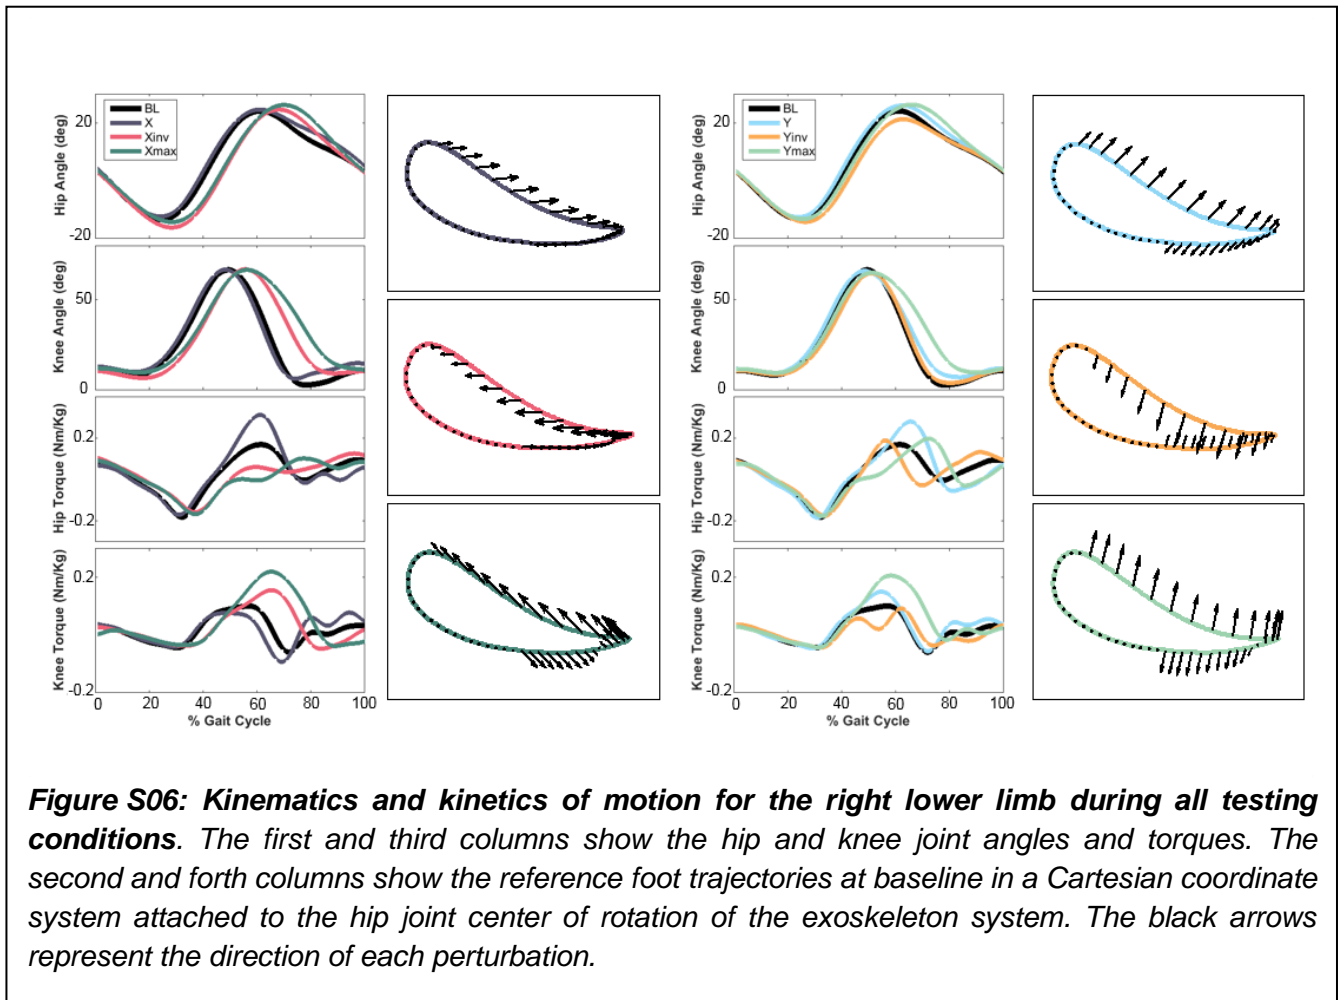 BL
X
Xinv
Xmax
20
-20
Hip Angle (deg)
50
0
Knee Angle (deg)
0.2
-0.2
Hip Torque (Nm/Kg)
0.2
-0.2
Knee Torque (Nm/Kg)
0 20 40 60 80 100
% Gait Cycle
BL
Y
Yinv
Ymax
20
-20
Hip Angle (deg)
50
0
Knee Angle (deg)
0.2
-0.2
Hip Torque (Nm/Kg)
0.2
-0.2
Knee Torque (Nm/Kg)
0 20 40 60 80 100
% Gait Cycle
Figure S06: Kinematics and kinetics of motion for the right lower limb during all testing
conditions. The first and third columns show the hip and knee joint angles and torques. The
second and forth columns show the reference foot trajectories at baseline in a Cartesian coordinate
system attached to the hip joint center of rotation of the exoskeleton system. The black arrows
represent the direction of each perturbation.